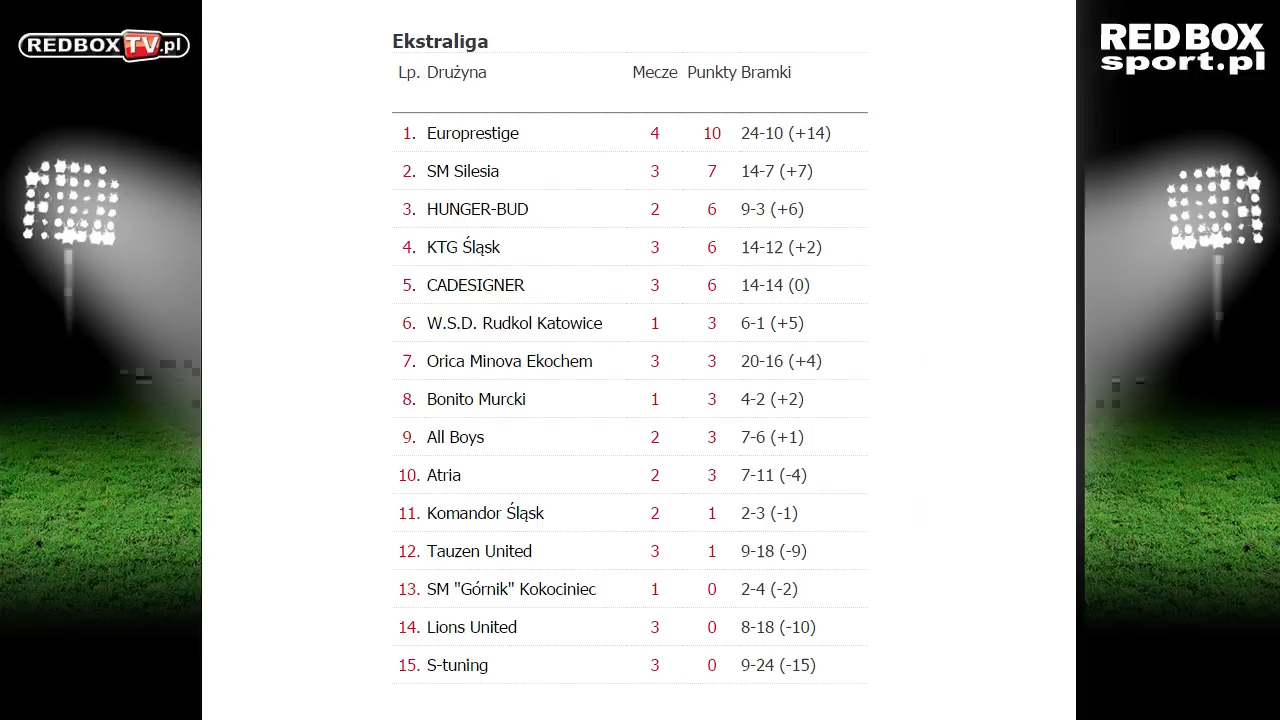 REDBOXTV.pl
RED BOX
sport.pl
Ekstraliga
Lp. Drużyna Mecze Punkty Bramki
1. Europrestige 4 10 24-10 (+14)
2. SM Silesia 3 7 14-7 (+7)
3. HUNGER-BUD 2 6 9-3 (+6)
4. KTG Śląsk 3 6 14-12 (+2)
5. CADESIGNER 3 6 14-14 (0)
6. W.S.D. Rudkol Katowice 1 3 6-1 (+5)
7. Orica Minova Ekochem 3 3 20-16 (+4)
8. Bonito Murcki 1 3 4-2 (+2)
9. All Boys 2 3 7-6 (+1)
10. Atria 2 3 7-11 (-4)
11. Komandor Śląsk 2 1 2-3 (-1)
12. Tauzen United 3 1 9-18 (-9)
13. SM "Górnik" Kokociniec 1 0 2-4 (-2)
14. Lions United 3 0 8-18 (-10)
15. S-tuning 3 0 9-24 (-15)